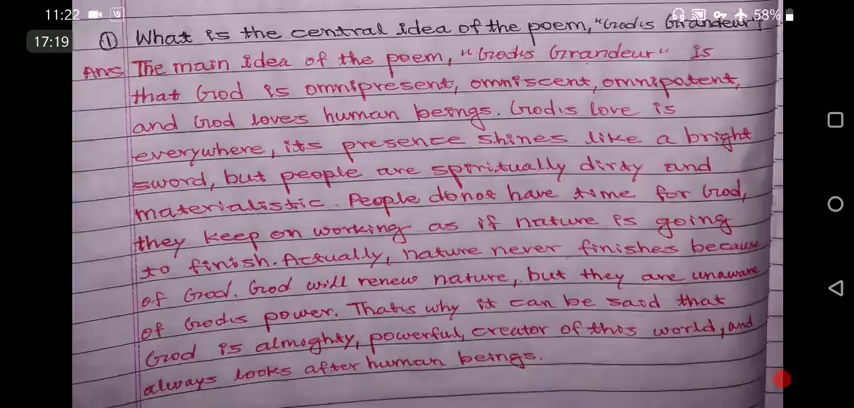 11:22
58%
17:19
① What is the central idea of the poem, "God's Grandeur"?
Ans The main idea of the poem, "God's Grandeur" is
that God is omnipresent, omniscent, omnipotent,
and God loves human beings. God's love is
everywhere, its presence shines like a bright
sword, but people are spiritually dirty and
materialistic. People donot have time for God,
they keep on working as if nature is going
to finish. Actually, nature never finishes because
of God. God will renew nature, but they are unaware
of God's power. That's why it can be said that
God is almighty, powerful, creator of this world, and
always looks after human beings.